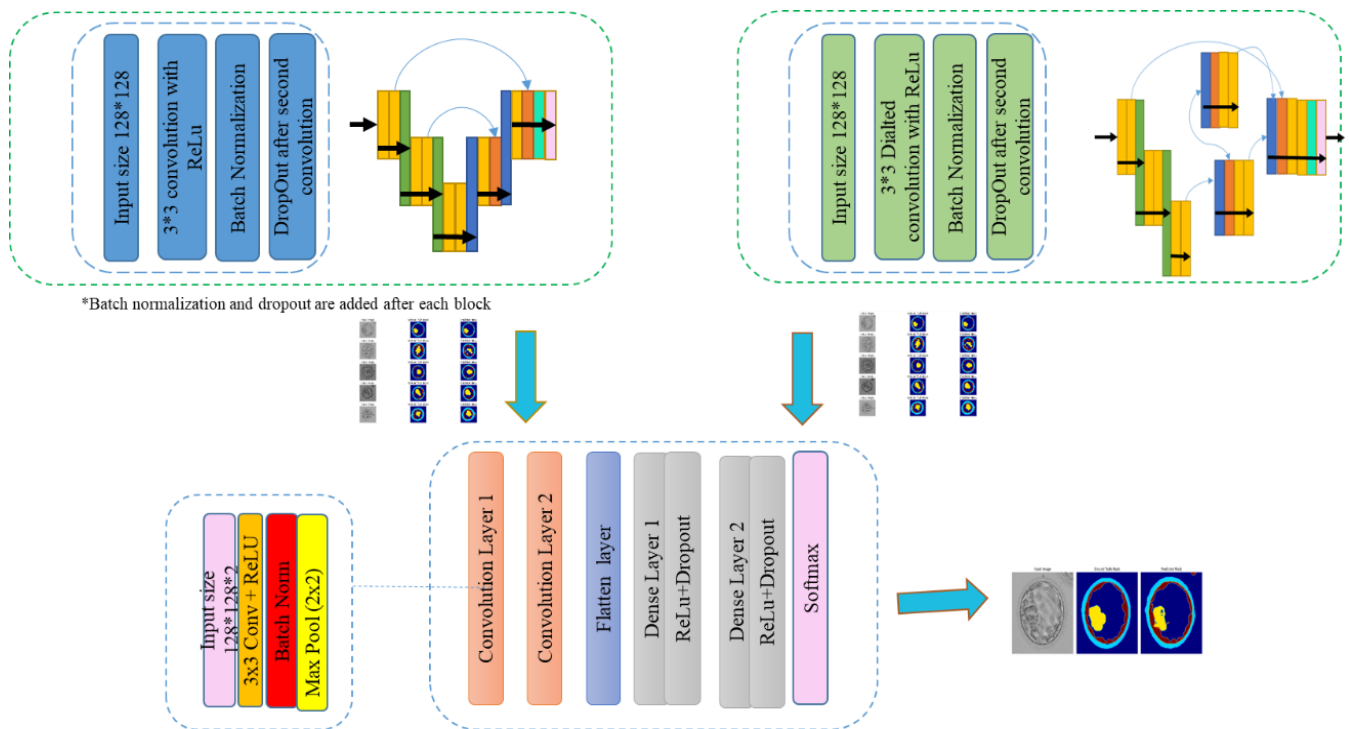 Input size 128*128
3*3 convolution with
ReLu
Batch Normalization
DropOut after second
convolution
Input size 128*128
3*3 Dialted
convolution with ReLu
Batch Normalization
DropOut after second
convolution
*Batch normalization and dropout are added after each block
Input size
128*128*2
3x3 Conv + ReLU
Batch Norm
Max Pool (2x2)
Convolution Layer 1
Convolution Layer 2
Flatten layer
Dense Layer 1
ReLu+Dropout
Dense Layer 2
ReLu+Dropout
Softmax